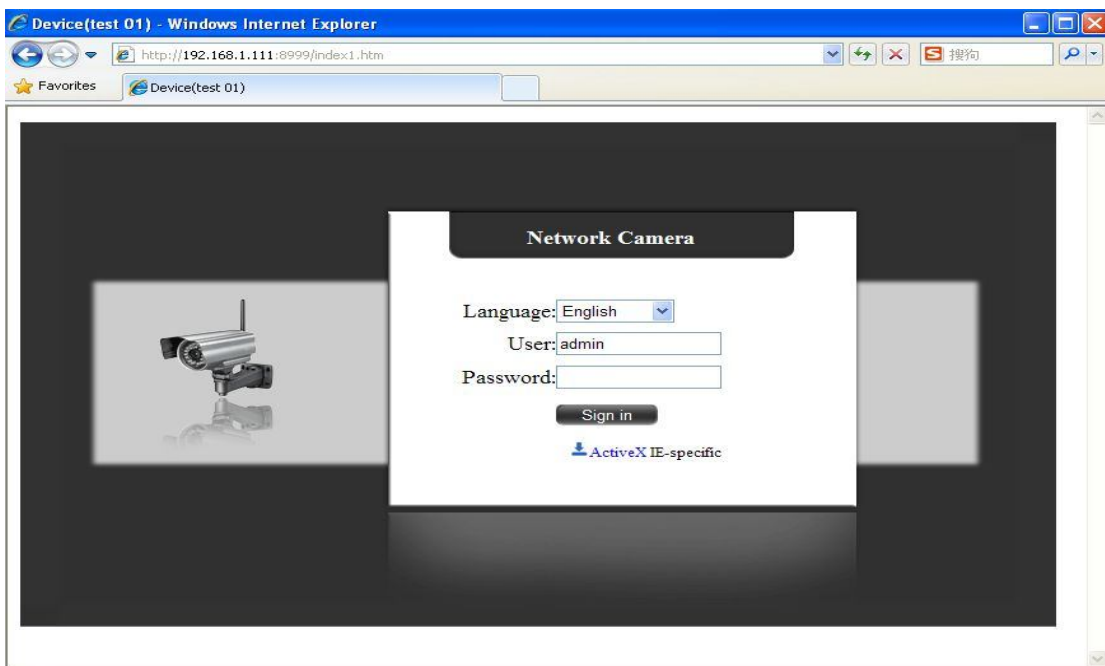 Device(test 01) - Windows Internet Explorer
http://192.168.1.111:8999/index1.htm
搜狗
Favorites
Device(test 01)
Network Camera
Language: English
User: admin
Password:
Sign in
ActiveX IE-specific